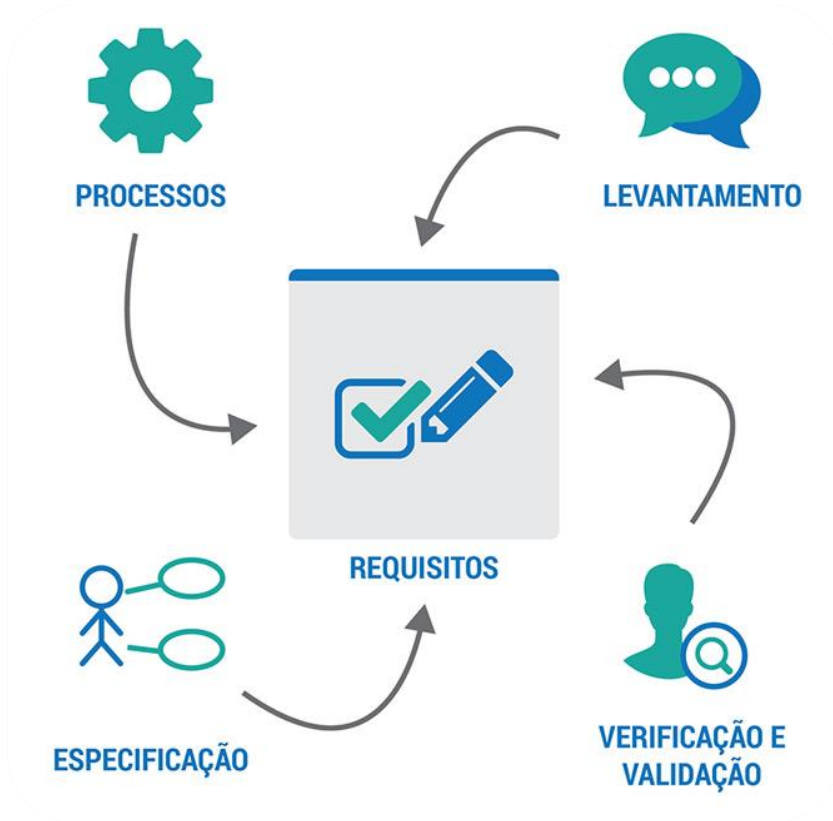 PROCESSOS
LEVANTAMENTO
REQUISITOS
ESPECIFICAÇÃO
VERIFICAÇÃO E
VALIDAÇÃO